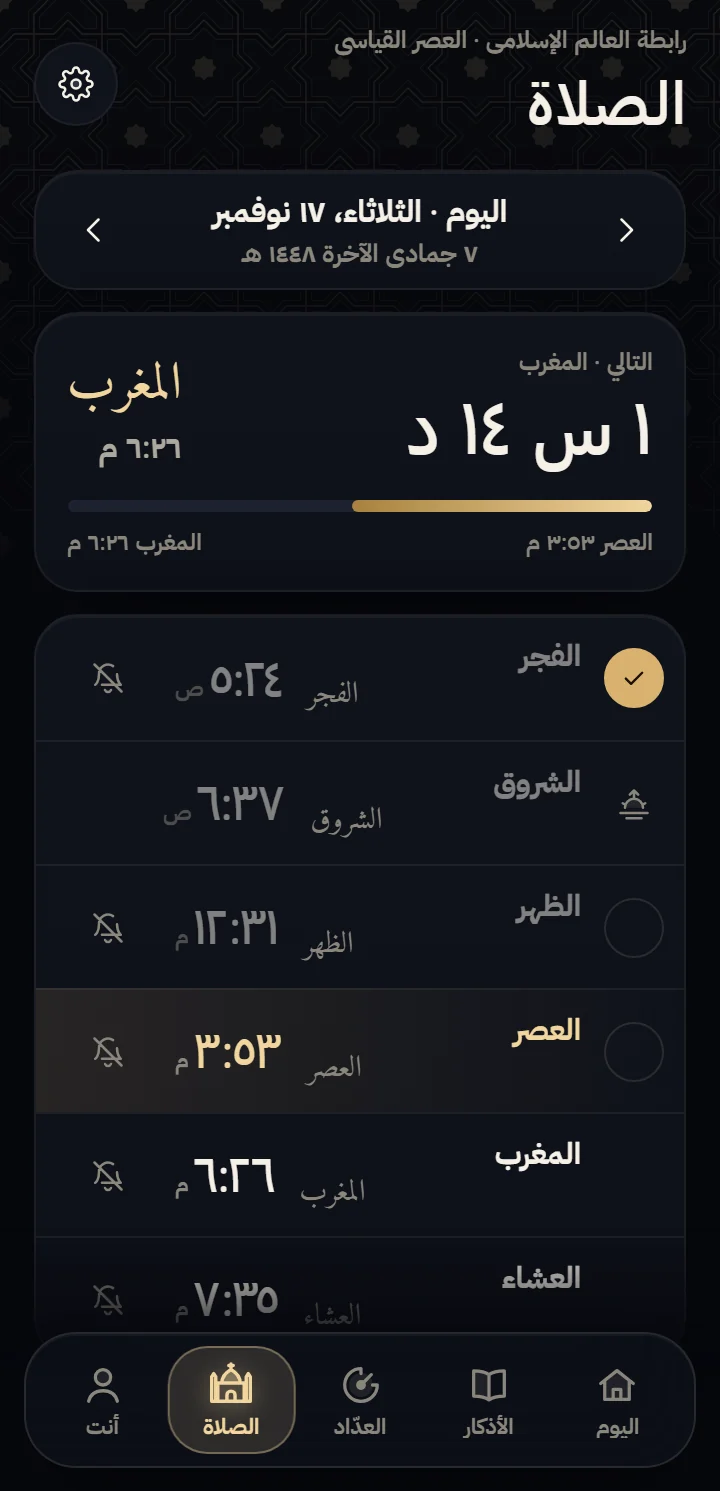 رابطة العالم الإسلامي · العصر القياسي
الصلاة
اليوم · الثلاثاء، ١٧ نوفمبر
٧ جمادى الآخرة ١٤٤٨ هـ
التالي · المغرب
المغرب
١ س ١٤ د
٦:٢٦ م
العصر ٣:٥٣ م
المغرب ٦:٢٦ م
الفجر
الفجر ٥:٢٤ ص
الشروق
الشروق ٦:٣٧ ص
الظهر
الظهر ١٢:٣١ م
العصر
العصر ٣:٥٣ م
المغرب
المغرب ٦:٢٦ م
العشاء
العشاء ٧:٣٥ م
اليوم
الأذكار
العدّاد
الصلاة
أنت